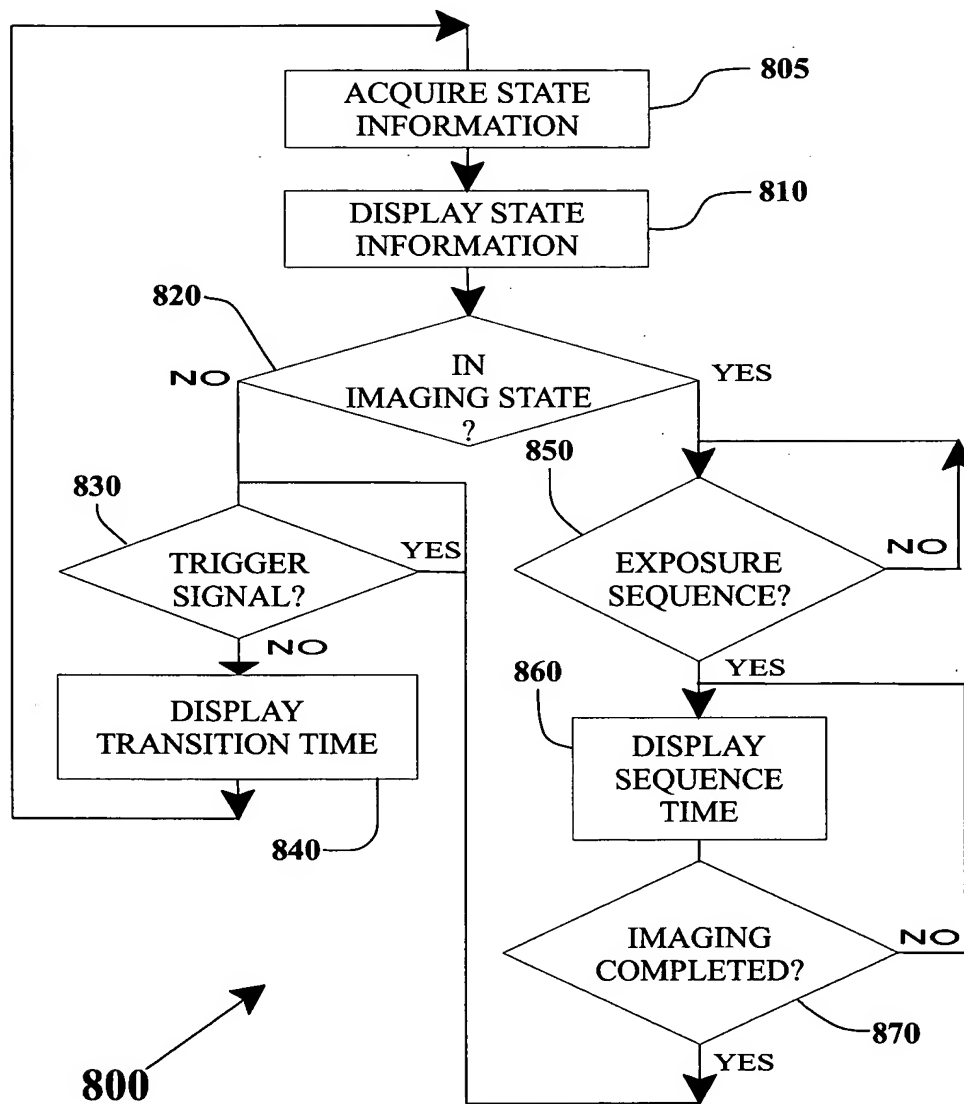 805
ACQUIRE STATE
INFORMATION
810
DISPLAY STATE
INFORMATION
820
NO
IN
IMAGING STATE
?
YES
830
TRIGGER
SIGNAL?
YES
NO
DISPLAY
TRANSITION TIME
840
850
EXPOSURE
SEQUENCE?
NO
YES
860
DISPLAY
SEQUENCE
TIME
IMAGING
COMPLETED?
NO
870
YES
800